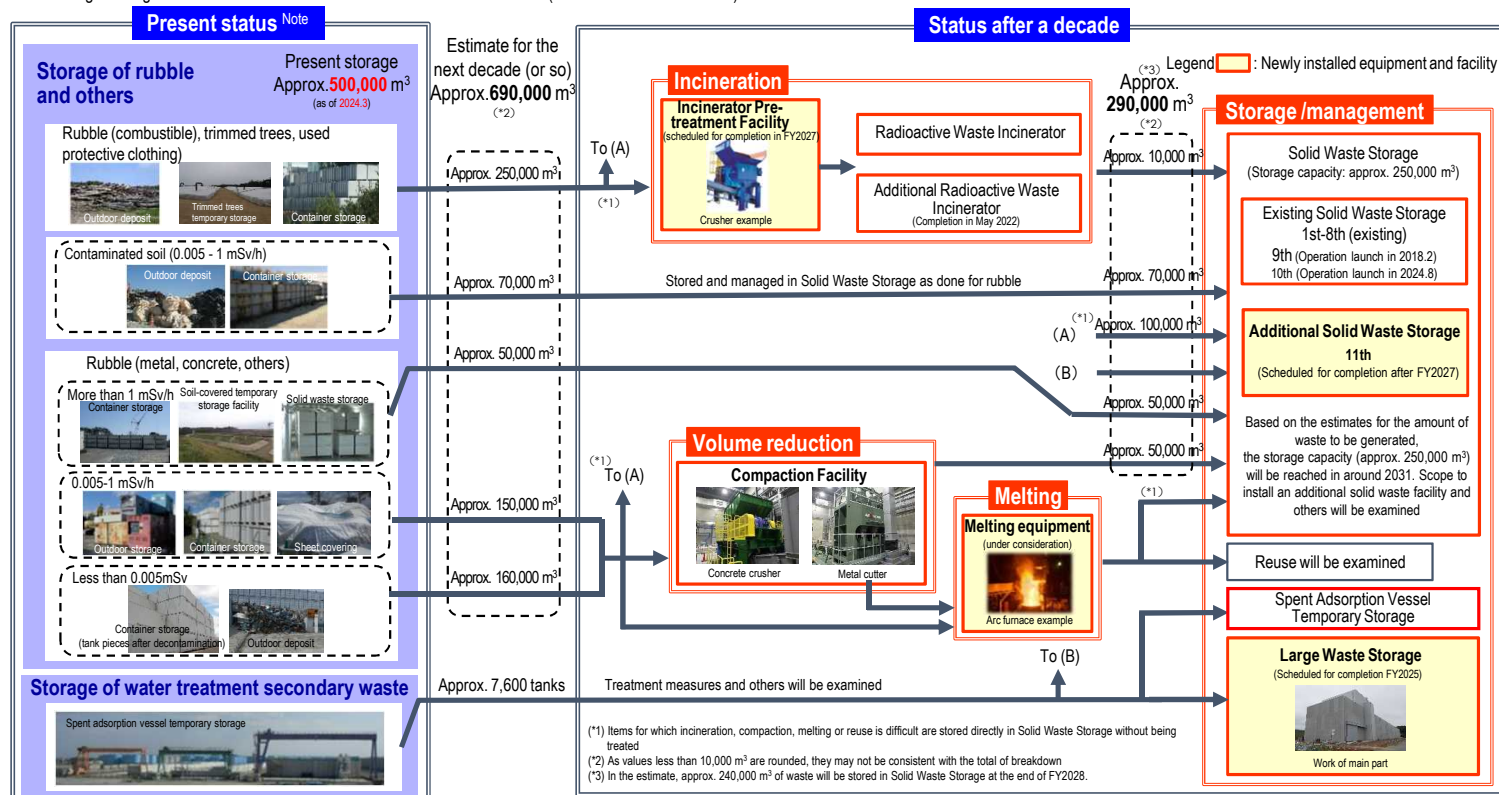 Present status Note
Storage of rubble
and others
Present storage
Approx.500,000 m³
(as of 2024.3)
Rubble (combustible), trimmed trees, used
protective clothing)
Outdoor deposit
Trimmed trees
temporary storage
Container storage
Contaminated soil (0.005 - 1 mSv/h)
Outdoor deposit
Container storage
Rubble (metal, concrete, others)
More than 1 mSv/h
Container storage
Soil-covered temporary
storage facility
Solid waste storage
0.005-1 mSv/h
Outdoor storage
Container storage
Sheet covering
Less than 0.005mSv
Container storage
(tank pieces after decontamination)
Outdoor deposit
Storage of water treatment secondary waste
Spent adsorption vessel temporary storage
Estimate for the
next decade (or so)
Approx.690,000 m³
(*2)
Approx. 250,000 m³
Approx. 70,000 m³
Approx. 50,000 m³
Approx. 150,000 m³
Approx. 160,000 m³
Approx. 7,600 tanks
Status after a decade
Legend : Newly installed equipment and facility
To (A)
(*1)
Incineration
Incinerator Pre-
treatment Facility
(scheduled for completion in FY2027)
Crusher example
Radioactive Waste Incinerator
Additional Radioactive Waste
Incinerator
(Completion in May 2022)
Stored and managed in Solid Waste Storage as done for rubble
(*1)
To (A)
Volume reduction
Compaction Facility
Concrete crusher
Metal cutter
Melting
Melting equipment
(under consideration)
Arc furnace example
Treatment measures and others will be examined
To (B)
(*3)
Approx.
290,000 m³
(*2)
Approx. 10,000 m³
Approx. 70,000 m³
(A)
(*1)
Approx. 100,000 m³
(B)
Approx. 50,000 m³
Approx. 50,000 m³
(*1)
Storage /management
Solid Waste Storage
(Storage capacity: approx. 250,000 m³)
Existing Solid Waste Storage
1st-8th (existing)
9th (Operation launch in 2018.2)
10th (Operation launch in 2024.8)
Additional Solid Waste Storage
11th
(Scheduled for completion after FY2027)
Based on the estimates for the amount of
waste to be generated,
the storage capacity (approx. 250,000 m³)
will be reached in around 2031. Scope to
install an additional solid waste facility and
others will be examined
Reuse will be examined
Spent Adsorption Vessel
Temporary Storage
Large Waste Storage
(Scheduled for completion FY2025)
Work of main part
(*1) Items for which incineration, compaction, melting or reuse is difficult are stored directly in Solid Waste Storage without being
treated
(*2) As values less than 10,000 m³ are rounded, they may not be consistent with the total of breakdown
(*3) In the estimate, approx. 240,000 m³ of waste will be stored in Solid Waste Storage at the end of FY2028.